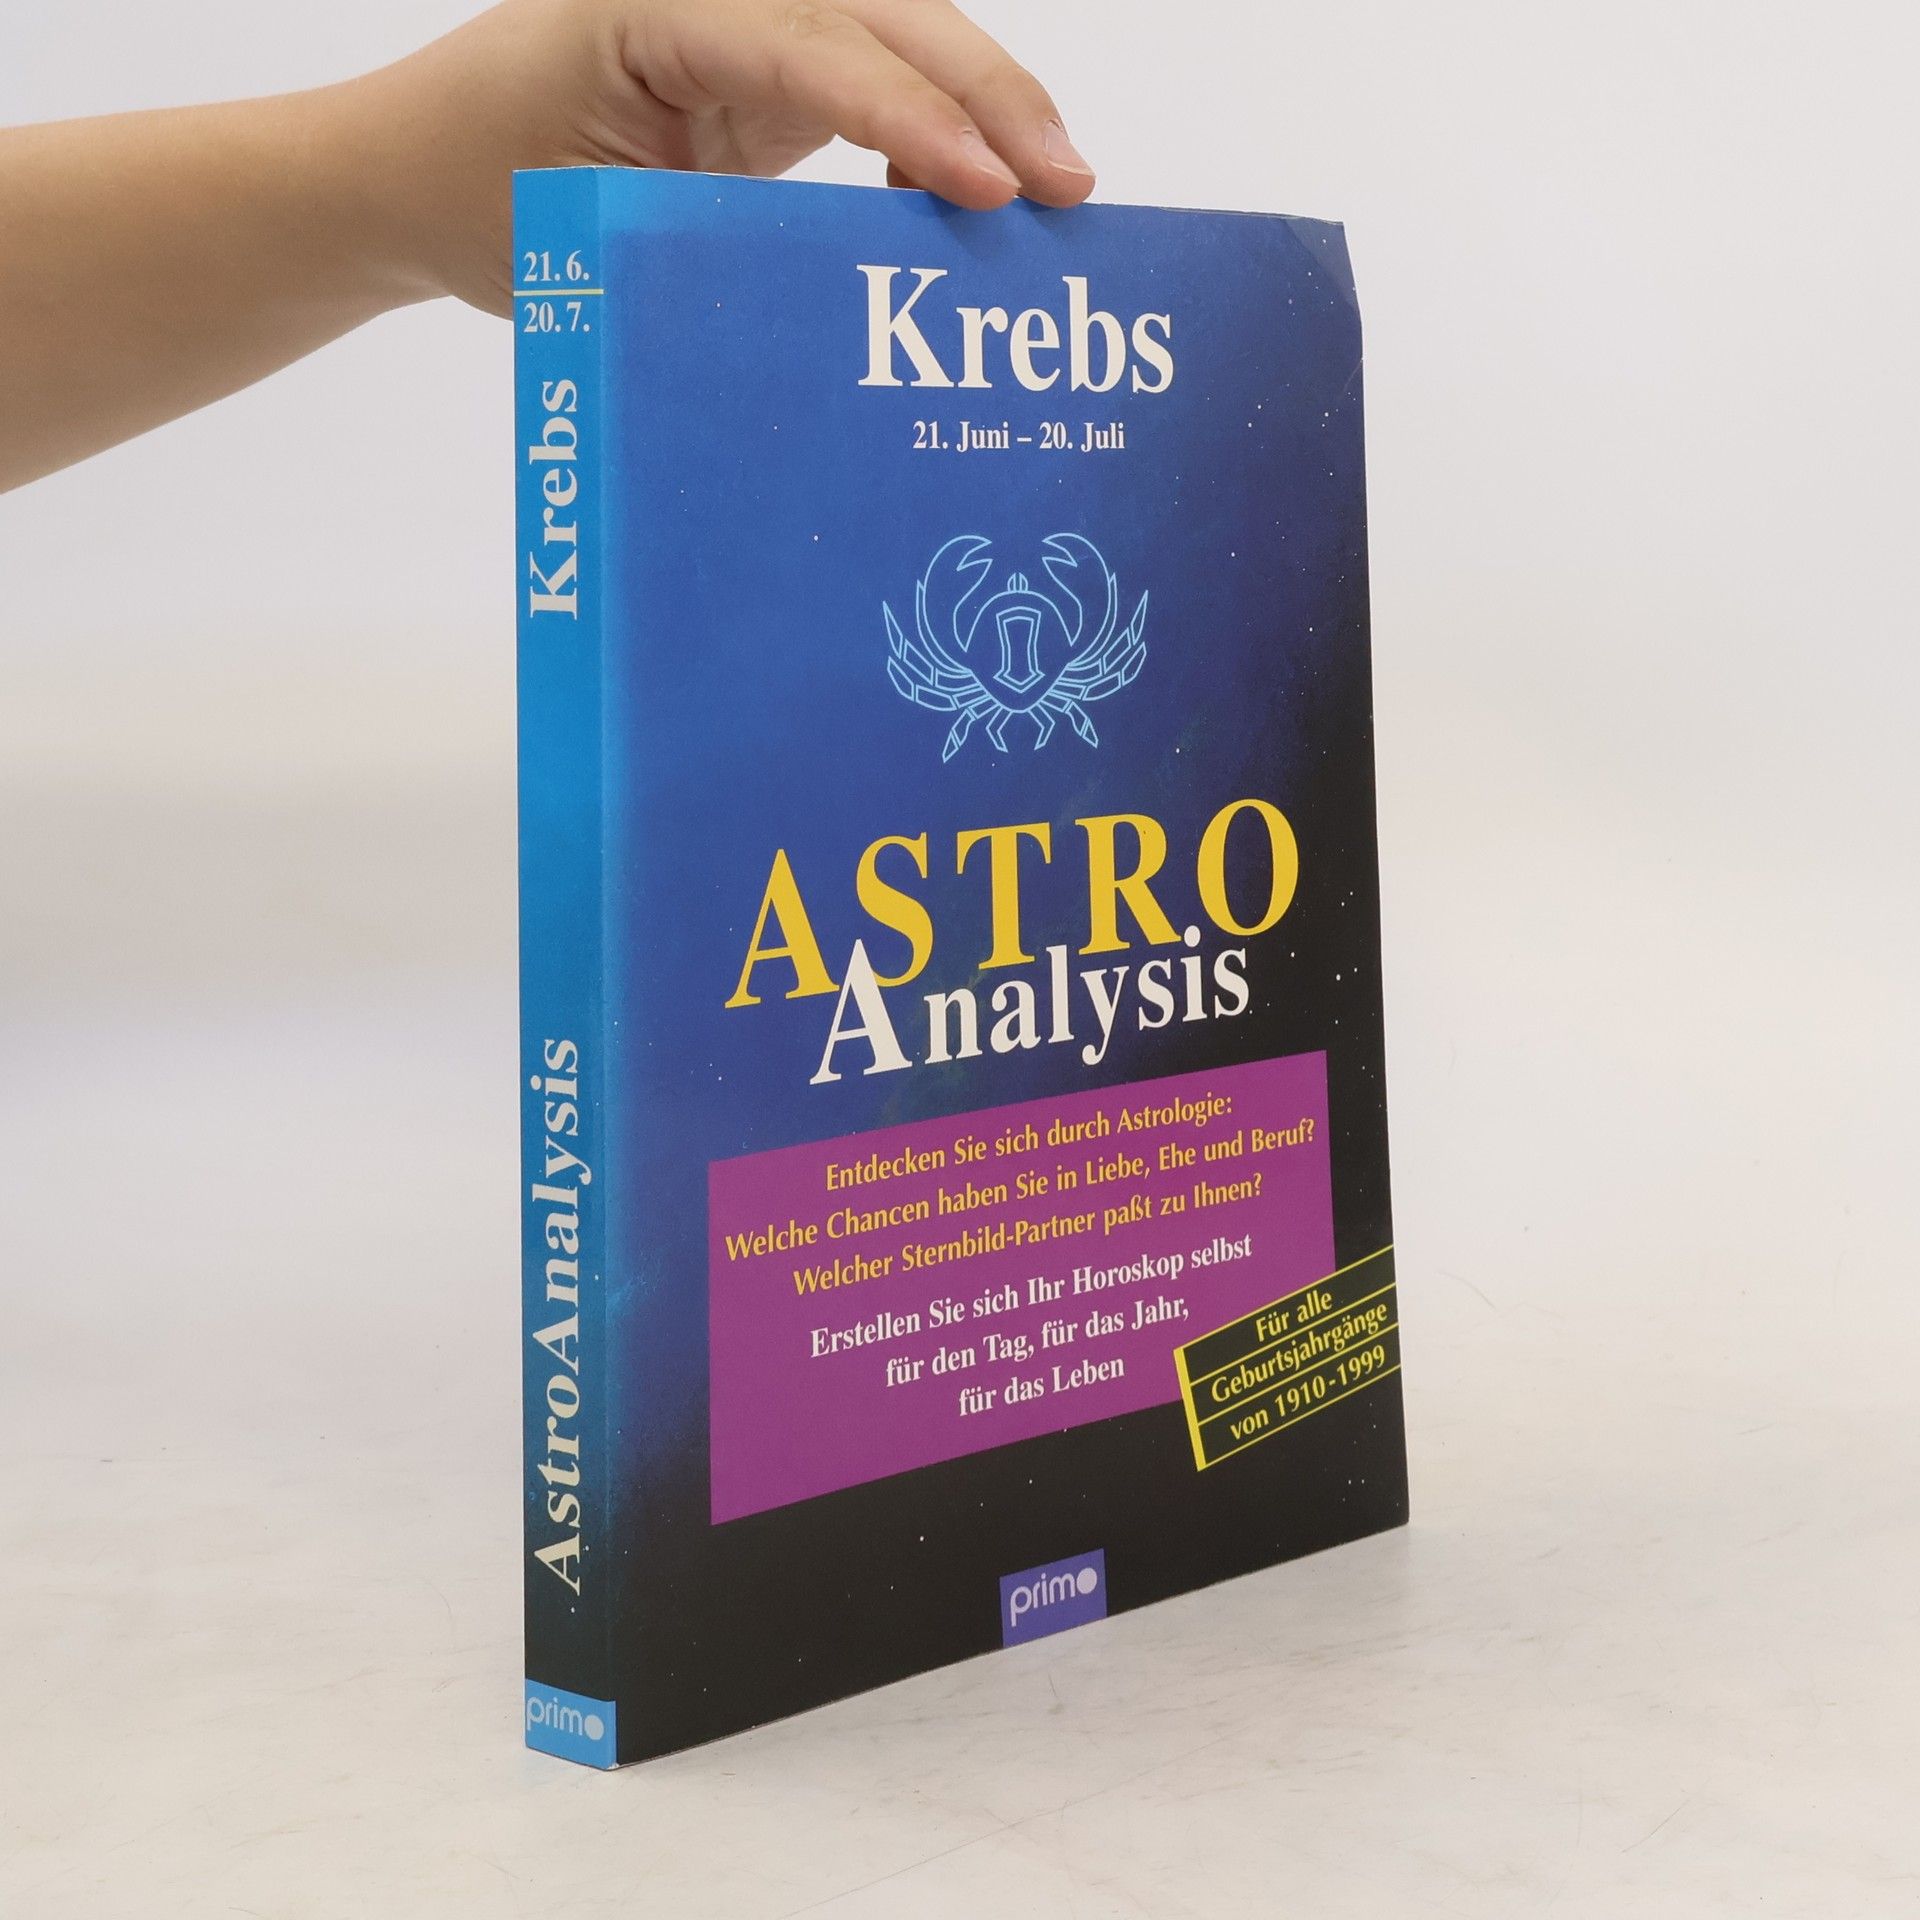 21. 6.
20. 7.
Krebs
AstroAnalysis
primo
Krebs
21. Juni – 20. Juli
ASTRO
Analysis
Entdecken Sie sich durch Astrologie:
Welche Chancen haben Sie in Liebe, Ehe und Beruf?
Welcher Sternbild-Partner paßt zu Ihnen?
Erstellen Sie sich Ihr Horoskop selbst
für den Tag, für das Jahr,
für das Leben
Für alle
Geburtsjahrgänge
von 1910-1999
primo